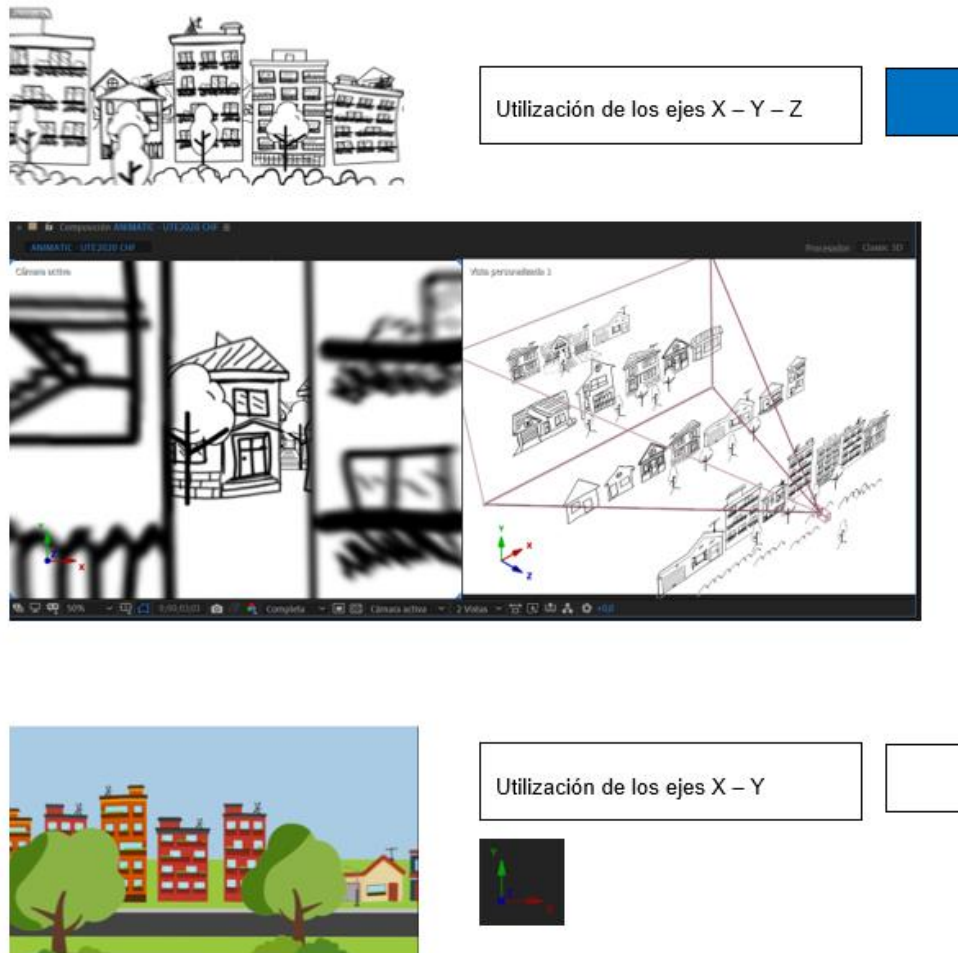 Utilización de los ejes X – Y – Z
Composición ANIMATIC - UTE2020 CHF
ANIMATIC - UTE2020 CHF
Procesador: Classic 3D
Cámara activa
Vista personalizada 3
Y
X
Z
Y
X
Z
50%
0;00;03;03
Completa
Cámara activa
2 Vistas
+0,0
Utilización de los ejes X – Y
Y
X